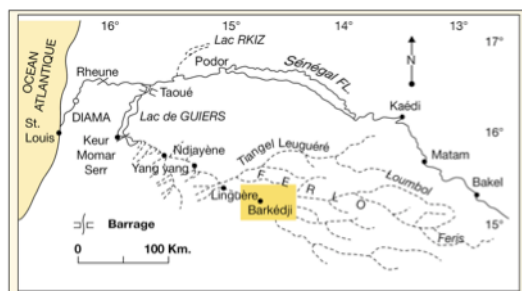 16°
15°
14°
13°
17°
OCEAN
ATLANTIQUE
Lac RKIZ
Podor
Sénégal FL
N
Rheune
Taoué
DIAMA
Lac de GUIERS
Kaédi
St.
Louis
16°
Keur
Momar
Serr
Ndjayène
Yang yang
Tiangel Leuguéré
Matam
FERLO
Loumbol
Bakel
Linguère
Barkédji
15°
Ferjs
Barrage
0 100 Km.